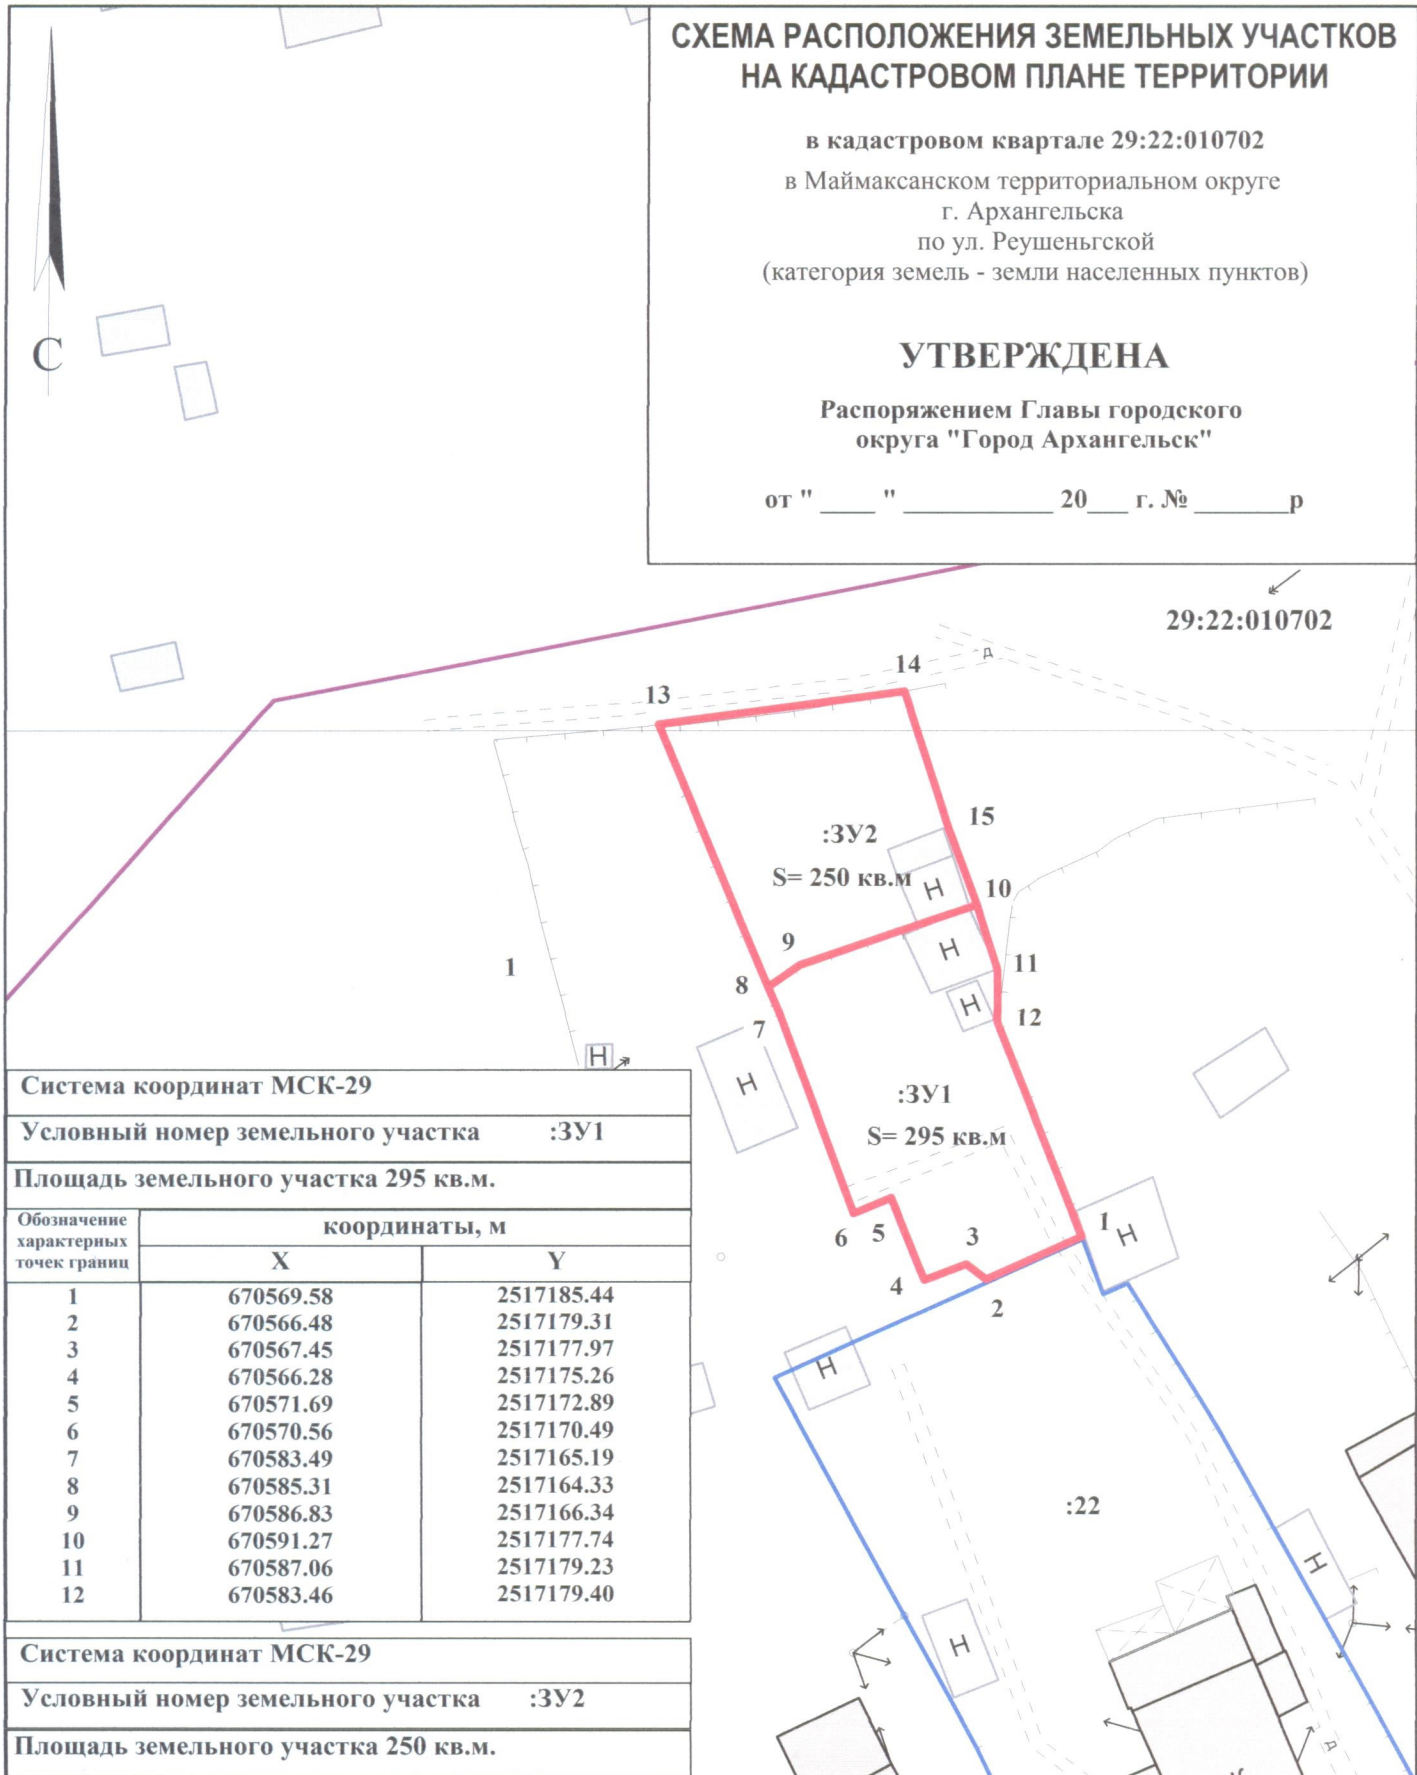 СХЕМА РАСПОЛОЖЕНИЯ ЗЕМЕЛЬНЫХ УЧАСТКОВ
НА КАДАСТРОВОМ ПЛАНЕ ТЕРРИТОРИИ
в кадастровом квартале 29:22:010702
в Маймаксанском территориальном округе
г. Архангельска
по ул. Реушеньгской
(категория земель - земли населенных пунктов)
УТВЕРЖДЕНА
Распоряжением Главы городского
округа "Город Архангельск"
от " ____ " ___________ 20___ г. № _______р
С
29:22:010702
д
14
13
15
:ЗУ2
S= 250 кв.м
Н
10
9
Н
1
11
8
Н
12
7
Н
Н
:ЗУ1
S= 295 кв.м
6
5
3
1
Н
4
2
Н
:22
Н
Н
д
Система координат МСК-29
Условный номер земельного участка :ЗУ1
Площадь земельного участка 295 кв.м.
Обозначение
характерных
точек границ
координаты, м
X Y
1 670569.58 2517185.44
2 670566.48 2517179.31
3 670567.45 2517177.97
4 670566.28 2517175.26
5 670571.69 2517172.89
6 670570.56 2517170.49
7 670583.49 2517165.19
8 670585.31 2517164.33
9 670586.83 2517166.34
10 670591.27 2517177.74
11 670587.06 2517179.23
12 670583.46 2517179.40
Система координат МСК-29
Условный номер земельного участка :ЗУ2
Площадь земельного участка 250 кв.м.